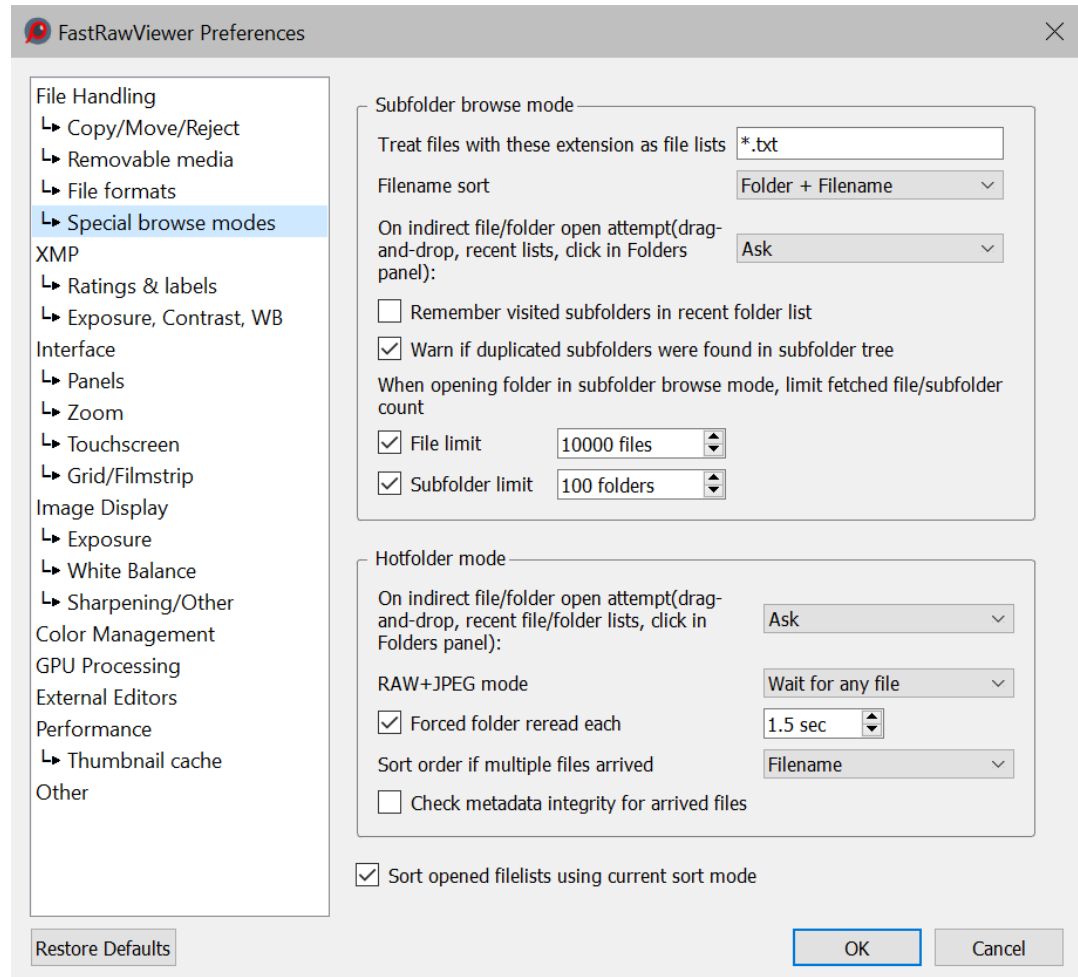 FastRawViewer Preferences
File Handling
Copy/Move/Reject
Removable media
File formats
Special browse modes
XMP
Ratings & labels
Exposure, Contrast, WB
Interface
Panels
Zoom
Touchscreen
Grid/Filmstrip
Image Display
Exposure
White Balance
Sharpening/Other
Color Management
GPU Processing
External Editors
Performance
Thumbnail cache
Other
Subfolder browse mode
Treat files with these extension as file lists *.txt
Filename sort Folder + Filename
On indirect file/folder open attempt(drag-
and-drop, recent lists, click in Folders Ask
panel):
Remember visited subfolders in recent folder list
Warn if duplicated subfolders were found in subfolder tree
When opening folder in subfolder browse mode, limit fetched file/subfolder
count
File limit 10000 files
Subfolder limit 100 folders
Hotfolder mode
On indirect file/folder open attempt(drag-
and-drop, recent file/folder lists, click in Ask
Folders panel):
RAW+JPEG mode Wait for any file
Forced folder reread each 1.5 sec
Sort order if multiple files arrived Filename
Check metadata integrity for arrived files
Sort opened filelists using current sort mode
Restore Defaults OK Cancel